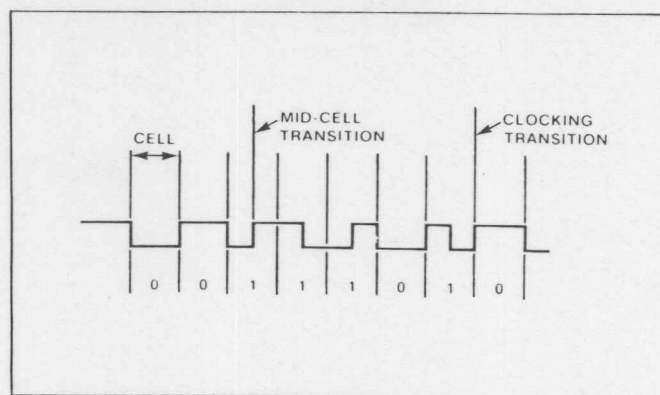 CELL
MID-CELL
TRANSITION
CLOCKING
TRANSITION
0 0 1 1 1 0 1 0